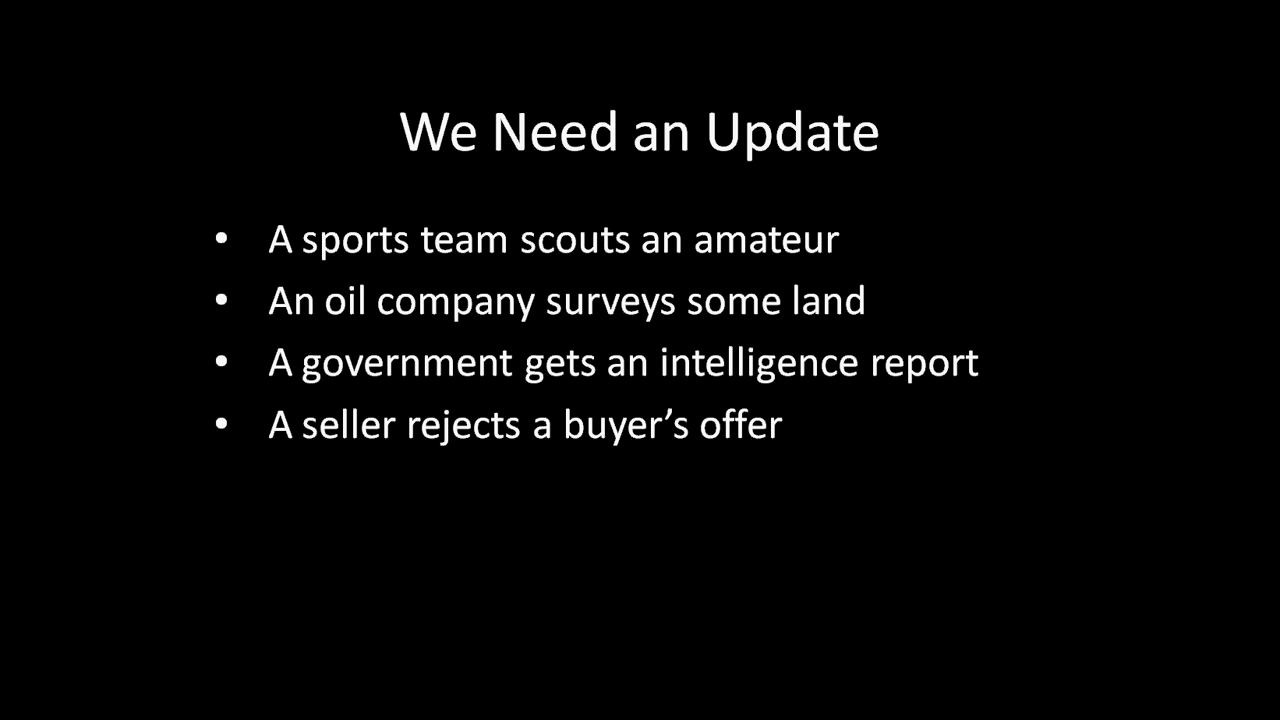 We Need an Update
• A sports team scouts an amateur
• An oil company surveys some land
• A government gets an intelligence report
• A seller rejects a buyer’s offer